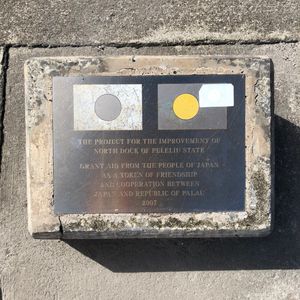 THE PROJECT FOR THE IMPROVEMENT OF
NORTH DOCK OF PELELIU STATE
GRANT AID FROM THE PEOPLE OF JAPAN
AS A TOKEN OF FRIENDSHIP
AND COOPERATION BETWEEN
JAPAN AND REPUBLIC OF PALAU
2007